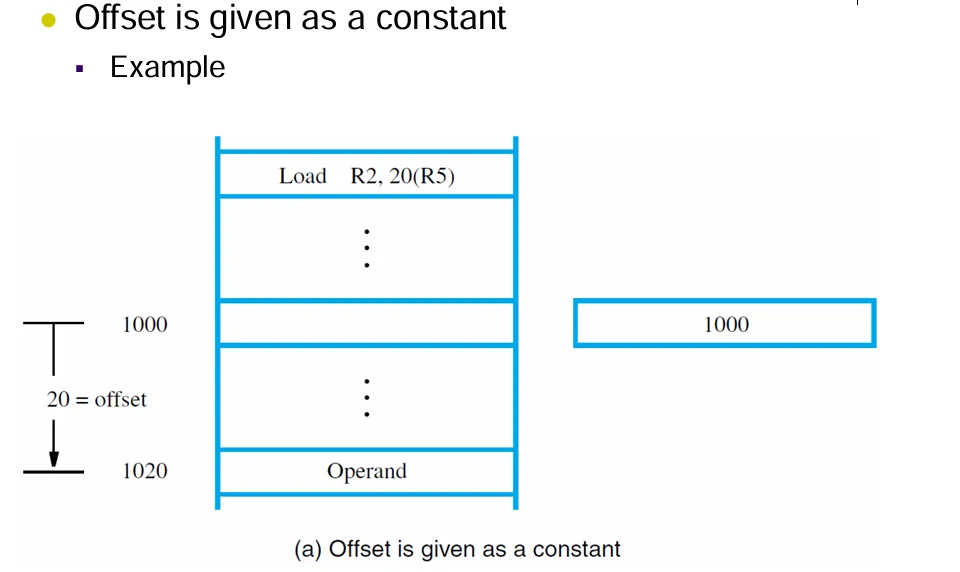 Offset is given as a constant
Example
Load R2, 20(R5)
1000
1000
20 = offset
1020
Operand
(a) Offset is given as a constant